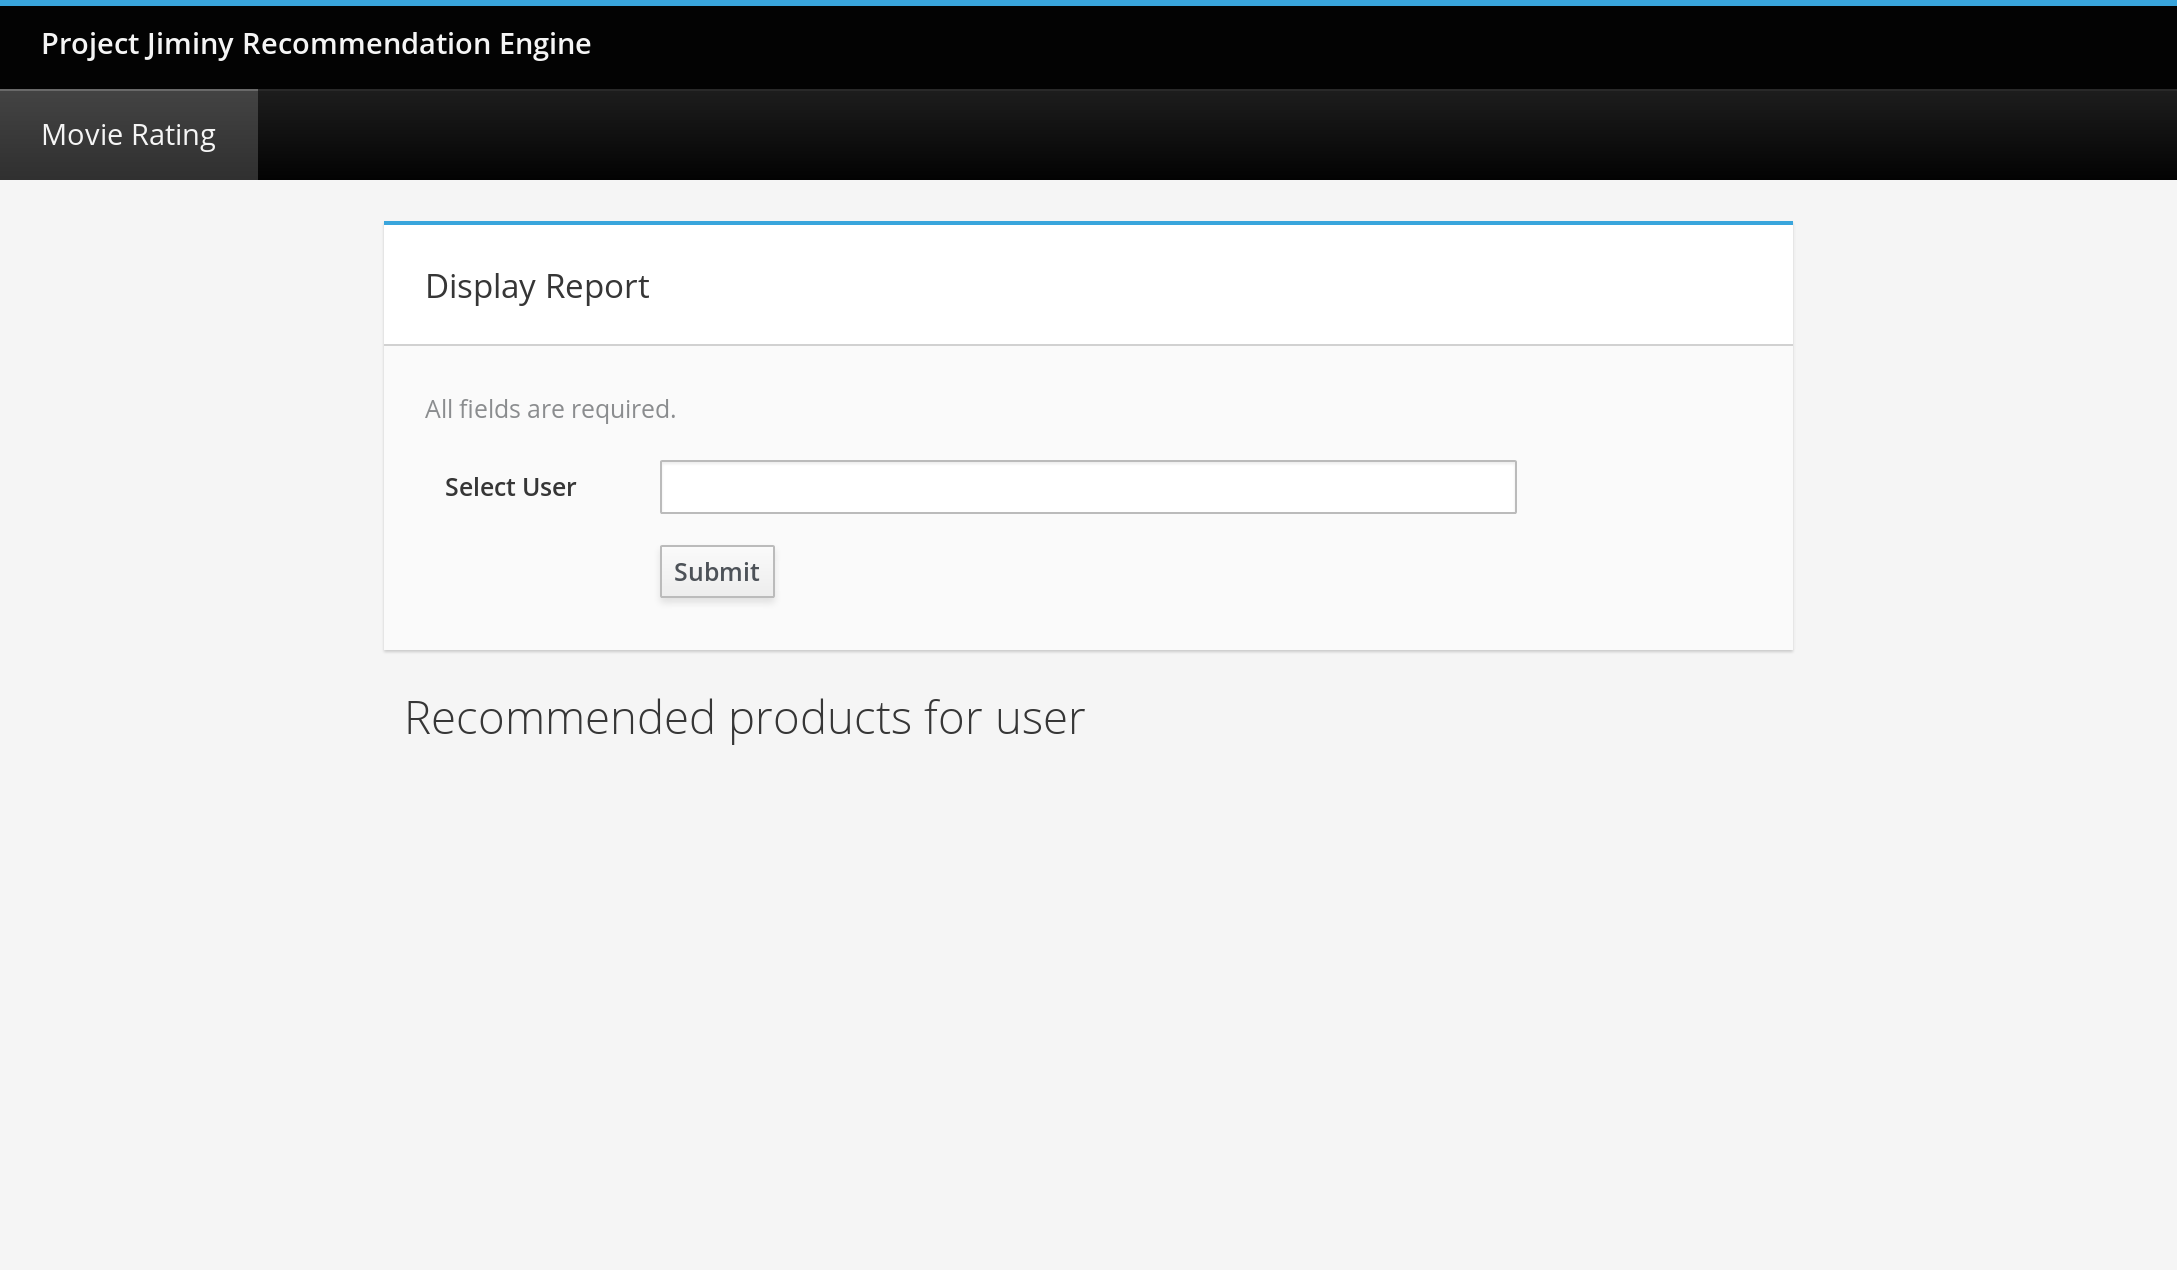 Project Jiminy Recommendation Engine
Movie Rating
Display Report
All fields are required.
Select User
Submit
Recommended products for user